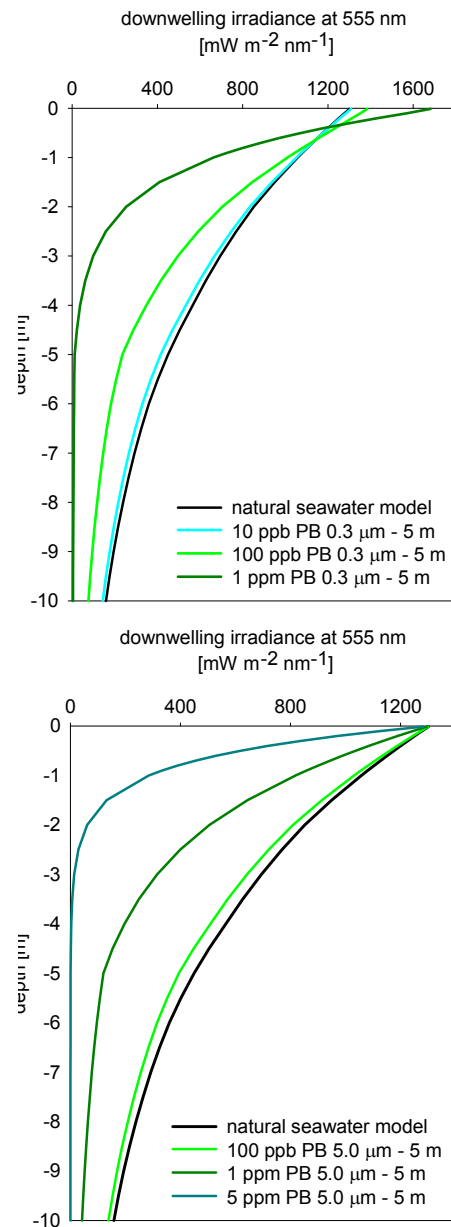 downwelling irradiance at 555 nm
[mW m-2 nm-1]
0 400 800 1200 1600
0
-1
-2
-3
-4
-5
-6
-7
-8
-9
-10
depth [m]
natural seawater model
10 ppb PB 0.3 μm - 5 m
100 ppb PB 0.3 μm - 5 m
1 ppm PB 0.3 μm - 5 m
downwelling irradiance at 555 nm
[mW m-2 nm-1]
0 400 800 1200
0
-1
-2
-3
-4
-5
-6
-7
-8
-9
-10
depth [m]
natural seawater model
100 ppb PB 5.0 μm - 5 m
1 ppm PB 5.0 μm - 5 m
5 ppm PB 5.0 μm - 5 m